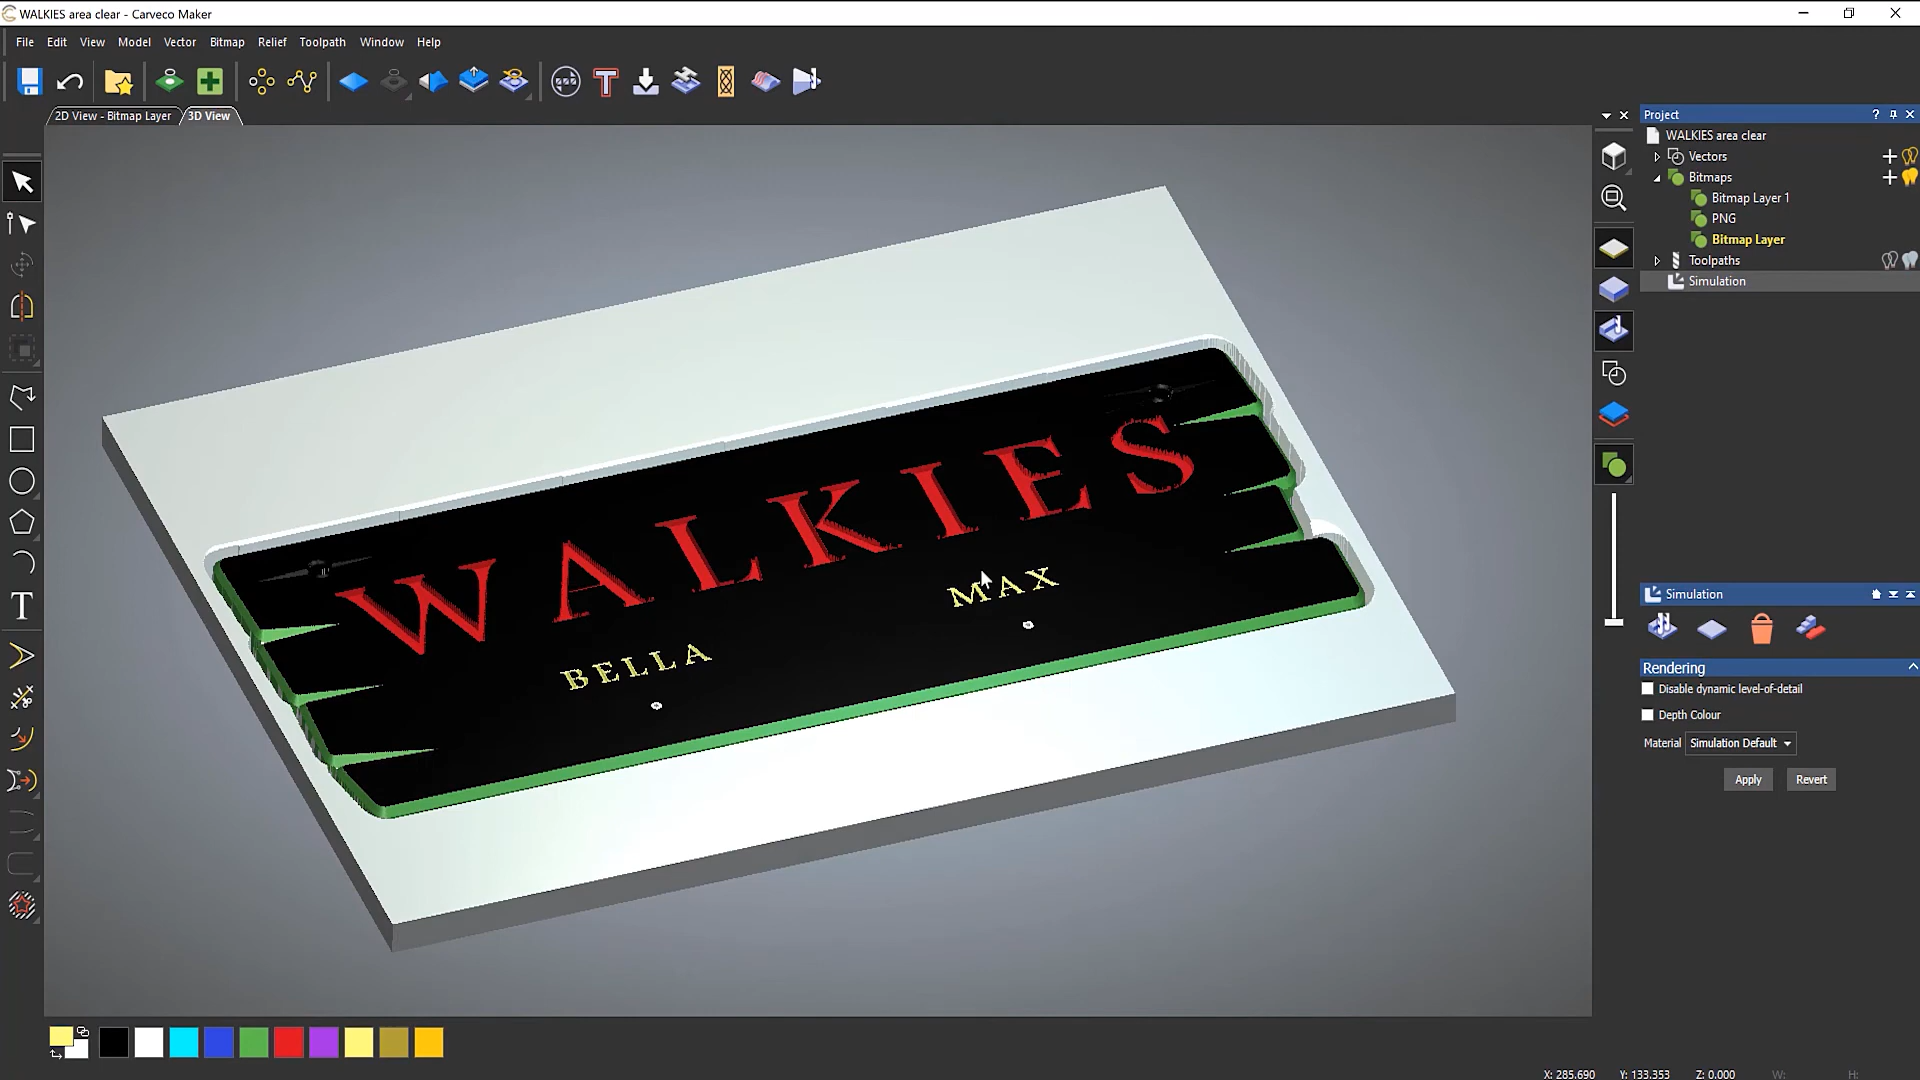 WALKIES area clear - Carveco Maker
File Edit View Model Vector Bitmap Relief Toolpath Window Help
2D View - Bitmap Layer 3D View
Project
WALKIES area clear
Vectors
Bitmaps
Bitmap Layer 1
PNG
Bitmap Layer
Toolpaths
Simulation
WALKIES
MAX
BELLA
Simulation
Rendering
Disable dynamic level-of-detail
Depth Colour
Material Simulation Default
Apply Revert
X: 285.690 Y: 133.353 Z: 0.000 W: H: